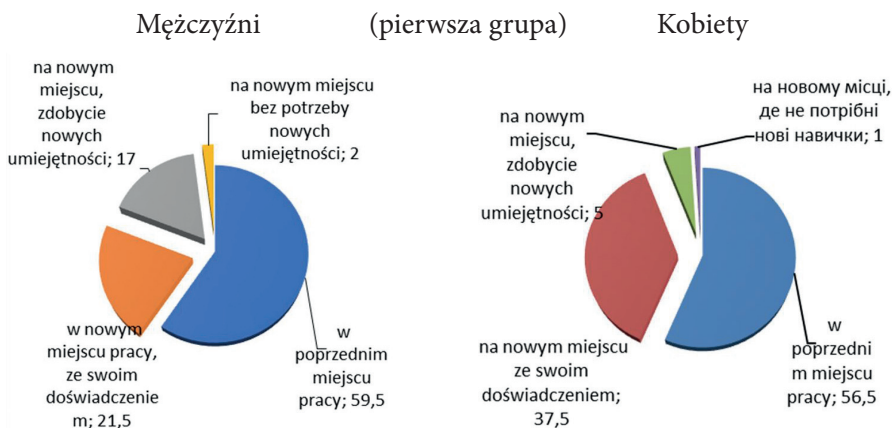 Mężczyźni (pierwsza grupa) Kobiety
na nowym
miejscu,
zdobycie
nowych
umiejętności; 17
na nowym miejscu
bez potrzeby
nowych
umiejętności; 2
w nowym
miejscu pracy,
ze swoim
doświadczenie
m; 21,5
w
poprzednim
miejscu
pracy; 59,5
na nowym
miejscu,
zdobycie
nowych
umiejętności; 5
на новому місці,
де не потрібні
нові навички; 1
na nowym miejscu
ze swoim
doświadczeniem;
37,5
w
poprzedni
m miejscu
pracy; 56,5